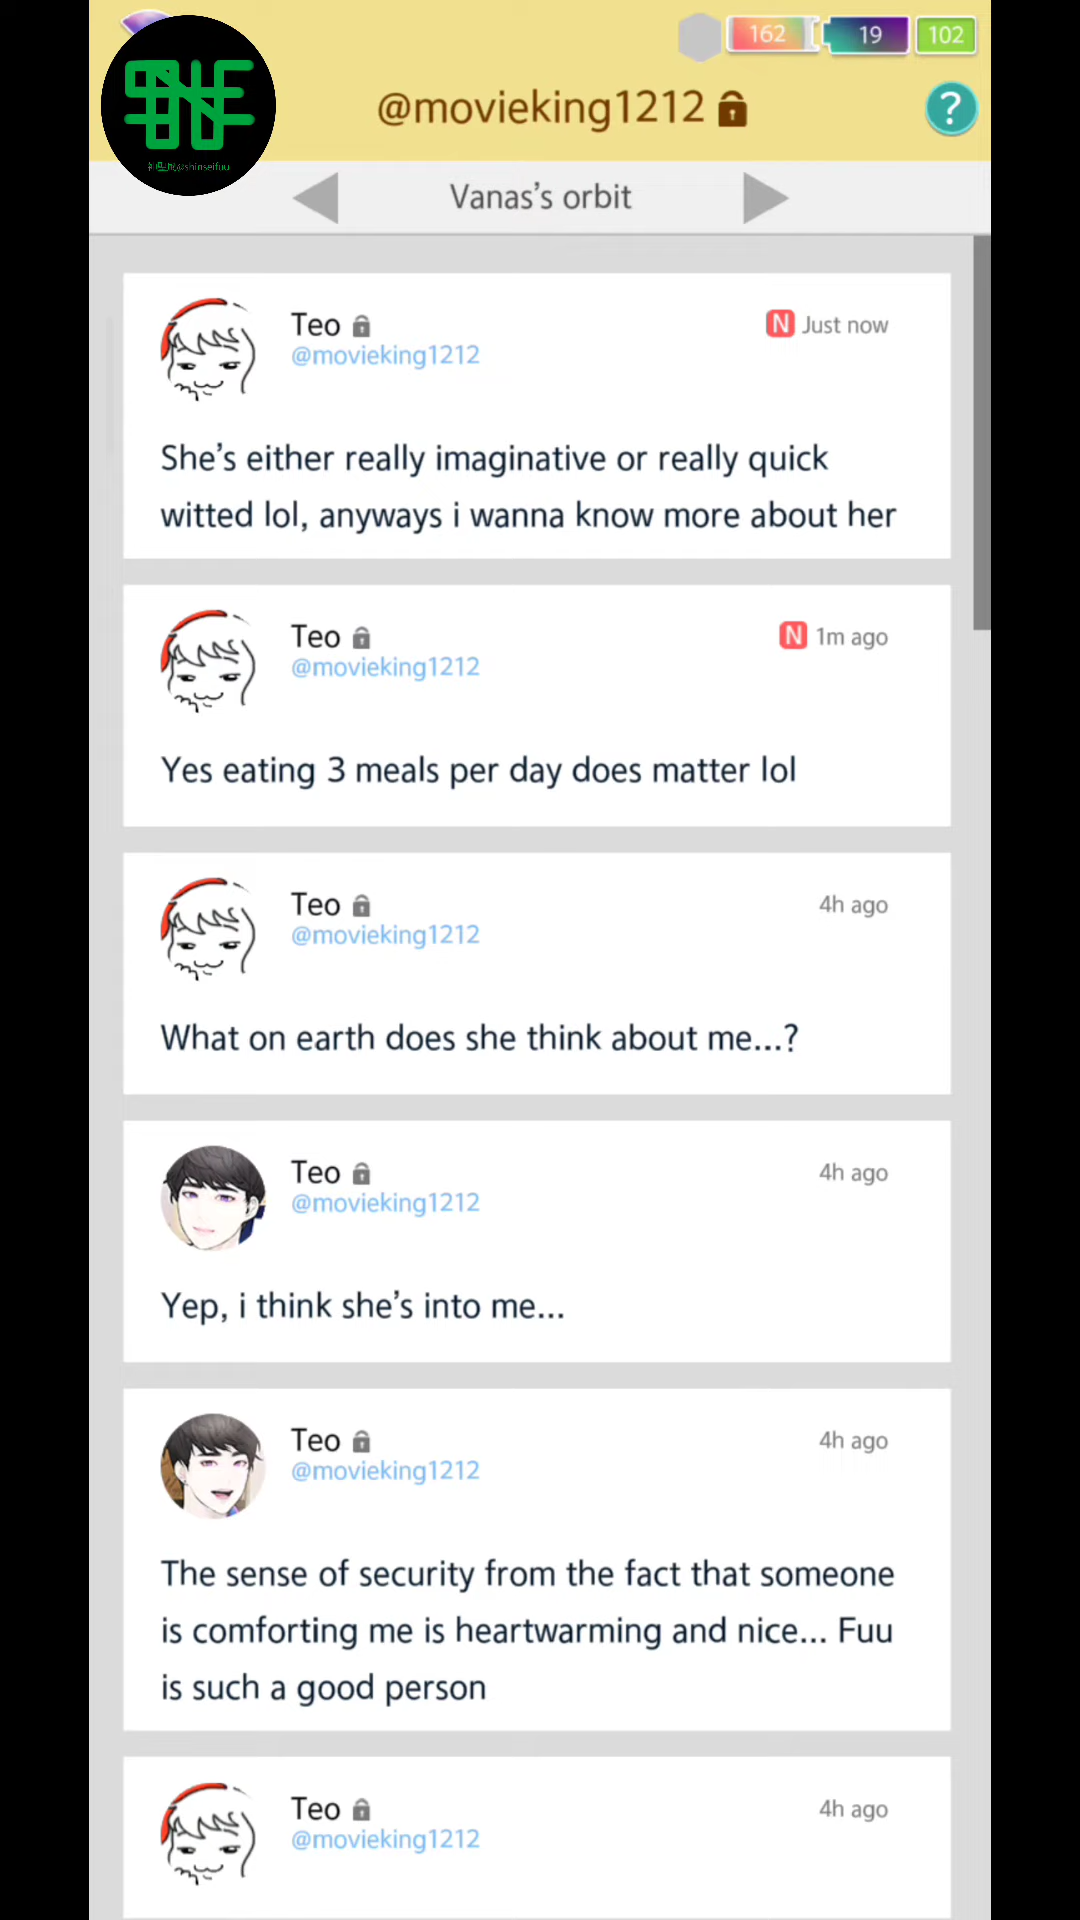 162
19
102
@movieking1212
?
Vanas's orbit
Teo
N Just now
@movieking1212
She's either really imaginative or really quick
witted lol, anyways i wanna know more about her
Teo
N 1m ago
@movieking1212
Yes eating 3 meals per day does matter lol
Teo
4h ago
@movieking1212
What on earth does she think about me...?
Teo
4h ago
@movieking1212
Yep, i think she's into me...
Teo
4h ago
@movieking1212
The sense of security from the fact that someone
is comforting me is heartwarming and nice... Fuu
is such a good person
Teo
4h ago
@movieking1212